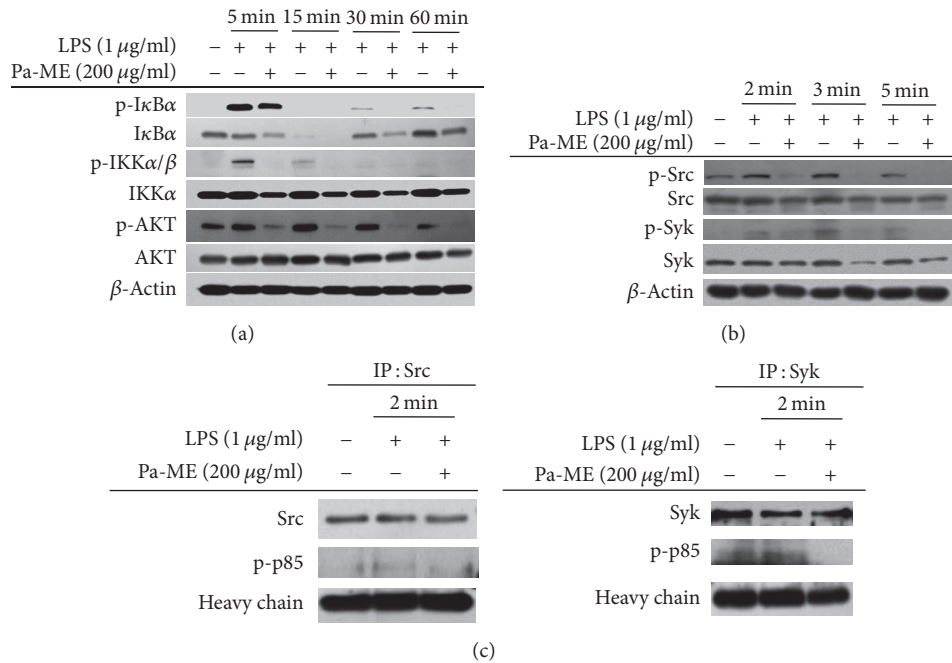 5 min 15 min 30 min 60 min
LPS (1 μg/ml) − + + + + + + + +
Pa-ME (200 μg/ml) − − + − + − + − +
p-IκBα
IκBα
p-IKKα/β
IKKα
p-AKT
AKT
β-Actin
(a)
2 min 3 min 5 min
LPS (1 μg/ml) − + + + + + +
Pa-ME (200 μg/ml) − − + − + − +
p-Src
Src
p-Syk
Syk
β-Actin
(b)
IP : Src
2 min
LPS (1 μg/ml) − + +
Pa-ME (200 μg/ml) − − +
Src
p-p85
Heavy chain
IP : Syk
2 min
LPS (1 μg/ml) − + +
Pa-ME (200 μg/ml) − − +
Syk
p-p85
Heavy chain
(c)